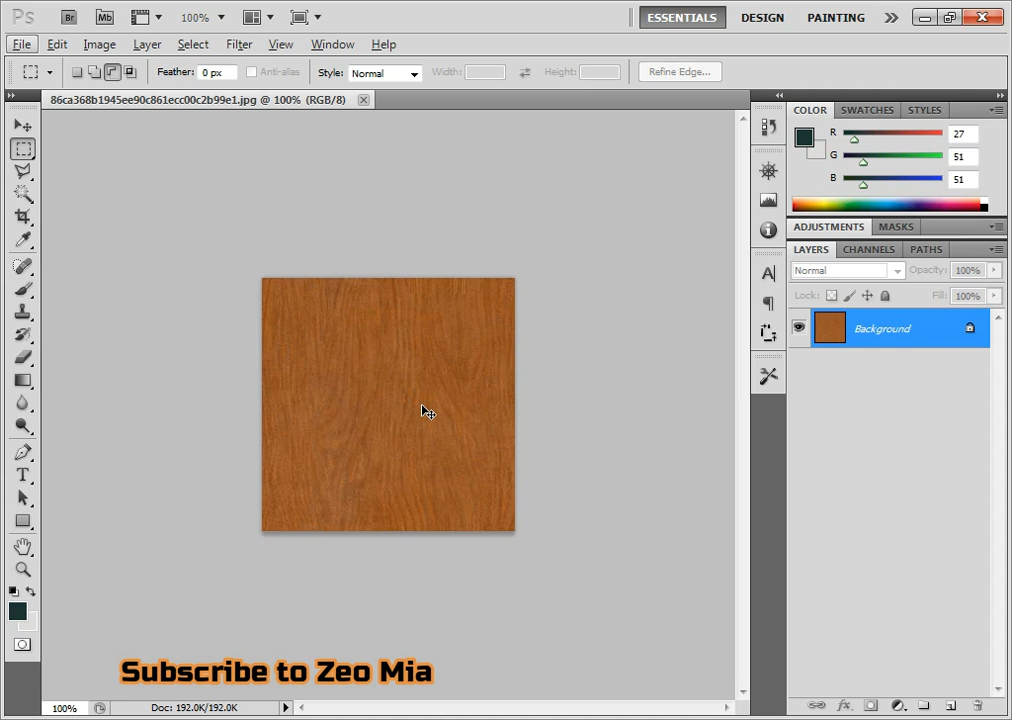 Ps Br Mb 100% ESSENTIALS DESIGN PAINTING
File Edit Image Layer Select Filter View Window Help
Feather: 0 px Anti-alias Style: Normal Width: Height: Refine Edge...
86ca368b1945ee90c861ecc00c2b99e1.jpg @ 100% (RGB/8)
COLOR SWATCHES STYLES
R 27
G 51
B 51
ADJUSTMENTS MASKS
LAYERS CHANNELS PATHS
Normal Opacity: 100%
Lock: Fill: 100%
Background
Subscribe to Zeo Mia
100% Doc: 192.0K/192.0K